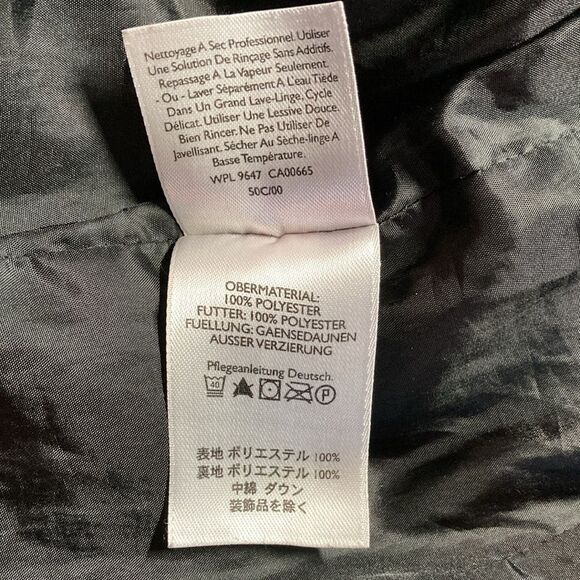 Nettoyage A Sec Professionnel. Utiliser
Une Solution De Rinçage Sans Additifs.
Repassage A La Vapeur Seulement.
- Ou - Laver Séparément A L'eau Tiède
Dans Un Grand Lave-Linge. Cycle
Délicat. Utiliser Une Lessive Douce.
Bien Rincer. Ne Pas Utiliser De
Javellisant. Sécher Au Sèche-linge A
Basse Température.
WPL 9647 CA00665
50C/00
OBERMATERIAL:
100% POLYESTER
FUTTER: 100% POLYESTER
FUELLUNG: GAENSEDAUNEN
AUSSER VERZIERUNG
Pflegeanleitung Deutsch.
40 P
表地 ポリエステル 100%
裏地 ポリエステル 100%
中綿 ダウン
装飾品を除く